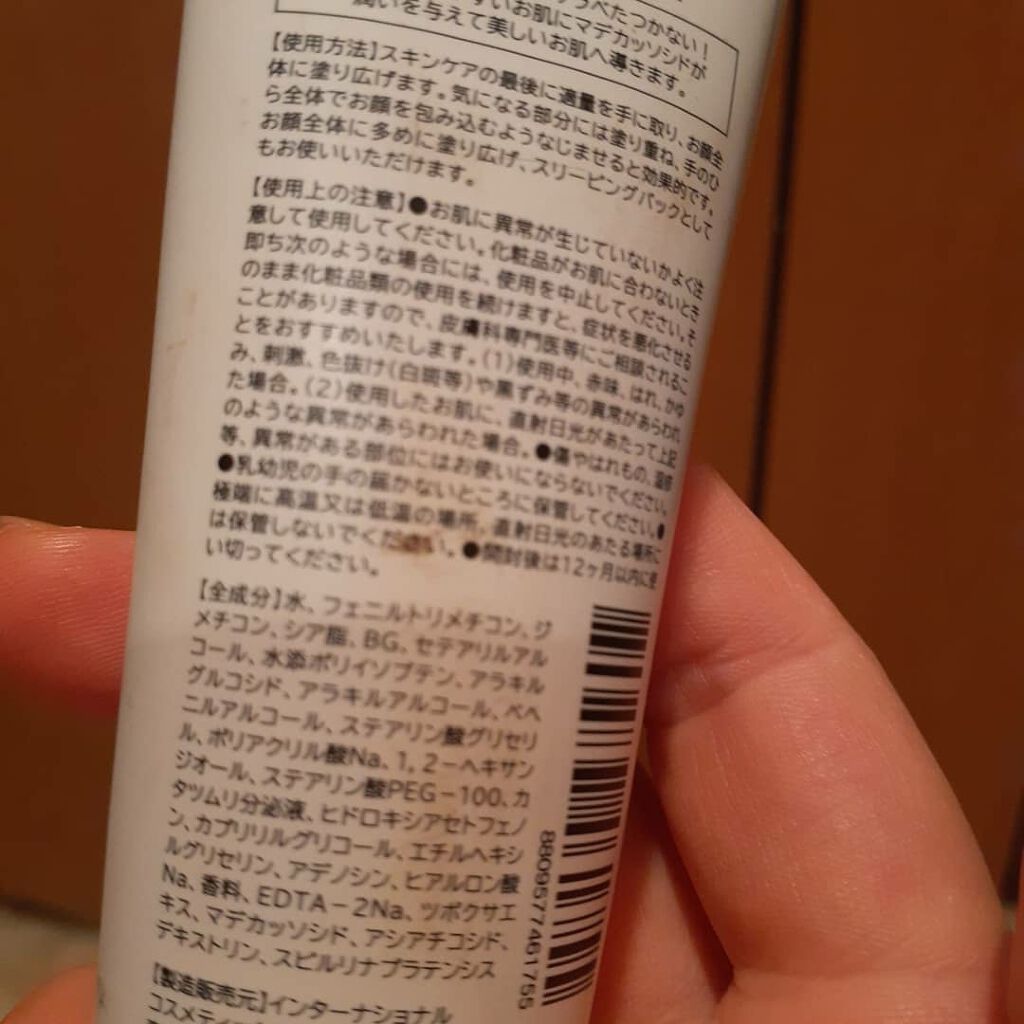 べたつかない!
すいお肌にマデカッソシドが
潤いを与えて美しいお肌へ導きます。
【使用方法】スキンケアの最後に適量を手に取り、お顔全
体に塗り広げます。気になる部分には塗り重ね、手のひ
ら全体でお顔を包み込むようなじませると効果的です。
お顔全体に多めに塗り広げ、スリーピングパックとして
もお使いいただけます。
【使用上の注意】●お肌に異常が生じていないかよく注
意して使用してください。化粧品がお肌に合わないとき
即ち次のような場合には、使用を中止してください。そ
のまま化粧品類の使用を続けますと、症状を悪化させる
ことがありますので、皮膚科専門医等にご相談されるこ
とをおすすめいたします。(1)使用中、赤味、はれ、かゆ
み、刺激、色抜け(白斑等)や黒ずみ等の異常があらわれ
た場合。(2)使用したお肌に、直射日光があたって上記
のような異常があらわれた場合。●傷やはれもの、湿疹
等、異常がある部位にはお使いにならないでください。
●乳幼児の手の届かないところに保管してください。●
極端に高温又は低温の場所、直射日光のあたる場所に
は保管しないでください。●開封後は12ヶ月以内に使
い切ってください。
【全成分】水、フェニルトリメチコン、ジ
メチコン、シア脂、BG、セテアリルアル
コール、水添ポリイソブテン、アラキル
グルコシド、アラキルアルコール、ベヘ
ニルアルコール、ステアリン酸グリセリ
ル、ポリアクリル酸Na、1,2-ヘキサン
ジオール、ステアリン酸PEG-100、カ
タツムリ分泌液、ヒドロキシアセトフェノ
ン、カプリリルグリコール、エチルヘキシ
ルグリセリン、アデノシン、ヒアルロン酸
Na、香料、EDTA-2Na、ツボクサエ
キス、マデカッソシド、アシアチコシド、
デキストリン、スピルリナプラテンシス
【製造販売元】インターナショナル
コスメティ
8809577461755